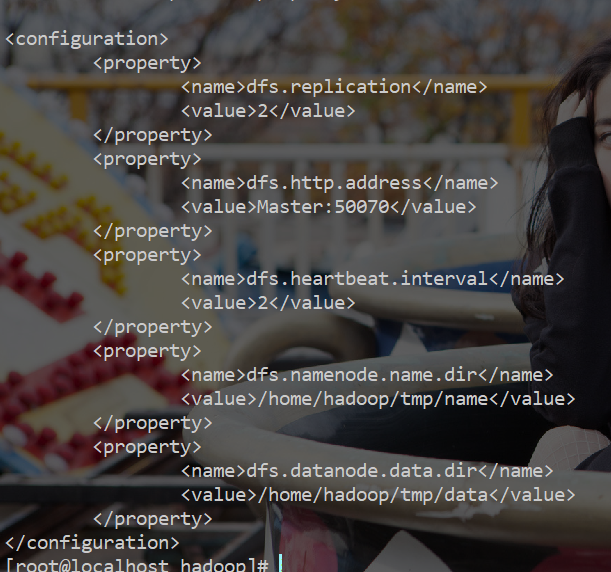 <configuration>
<property>
<name>dfs.replication</name>
<value>2</value>
</property>
<property>
<name>dfs.http.address</name>
<value>Master:50070</value>
</property>
<property>
<name>dfs.heartbeat.interval</name>
<value>2</value>
</property>
<property>
<name>dfs.namenode.name.dir</name>
<value>/home/hadoop/tmp/name</value>
</property>
<property>
<name>dfs.datanode.data.dir</name>
<value>/home/hadoop/tmp/data</value>
</property>
</configuration>
[root@localhost hadoop]#